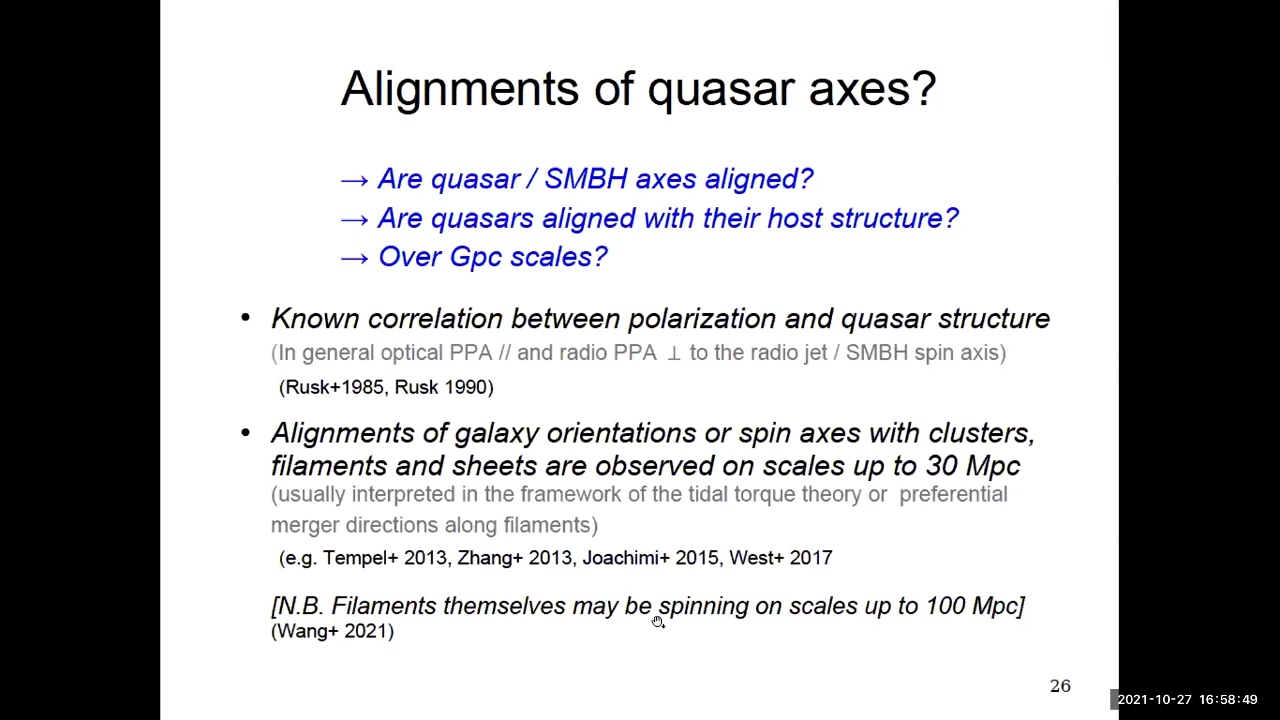 Alignments of quasar axes?
→ Are quasar / SMBH axes aligned?
→ Are quasars aligned with their host structure?
→ Over Gpc scales?
• Known correlation between polarization and quasar structure
(In general optical PPA // and radio PPA ⊥ to the radio jet / SMBH spin axis)
(Rusk+1985, Rusk 1990)
• Alignments of galaxy orientations or spin axes with clusters,
filaments and sheets are observed on scales up to 30 Mpc
(usually interpreted in the framework of the tidal torque theory or preferential
merger directions along filaments)
(e.g. Tempel+ 2013, Zhang+ 2013, Joachimi+ 2015, West+ 2017
[N.B. Filaments themselves may be spinning on scales up to 100 Mpc]
(Wang+ 2021)
26
2021-10-27 16:58:49